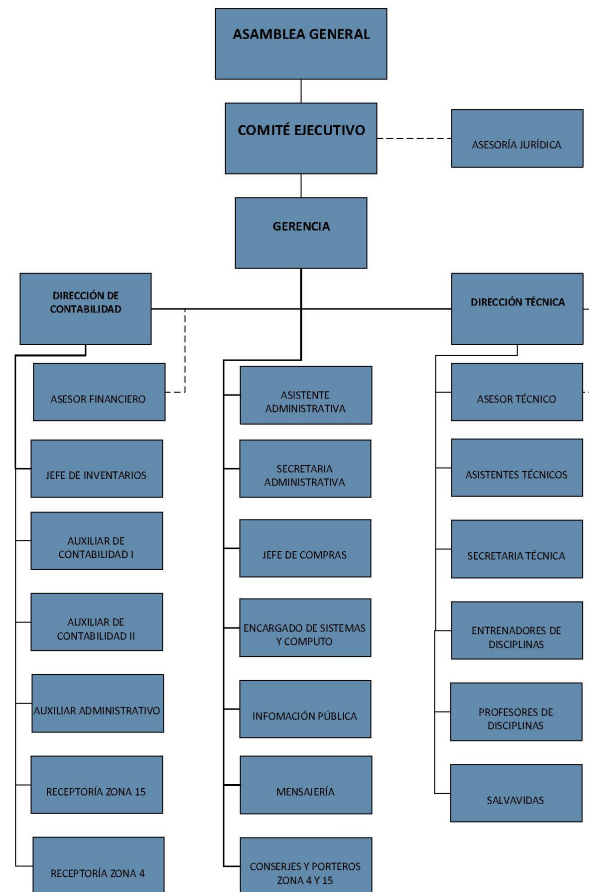 ASAMBLEA GENERAL
COMITÉ EJECUTIVO
ASESORÍA JURÍDICA
GERENCIA
DIRECCIÓN DE
CONTABILIDAD
DIRECCIÓN TÉCNICA
ASESOR FINANCIERO
JEFE DE INVENTARIOS
AUXILIAR DE
CONTABILIDAD I
AUXILIAR DE
CONTABILIDAD II
AUXILIAR ADMINISTRATIVO
RECEPTORÍA ZONA 15
RECEPTORÍA ZONA 4
ASISTENTE
ADMINISTRATIVA
SECRETARIA
ADMINISTRATIVA
JEFE DE COMPRAS
ENCARGADO DE SISTEMAS
Y COMPUTO
INFOMACIÓN PÚBLICA
MENSAJERÍA
CONSERJES Y PORTEROS
ZONA 4 Y 15
ASESOR TÉCNICO
ASISTENTES TÉCNICOS
SECRETARIA TÉCNICA
ENTRENADORES DE
DISCIPLINAS
PROFESORES DE
DISCIPLINAS
SALVAVIDAS